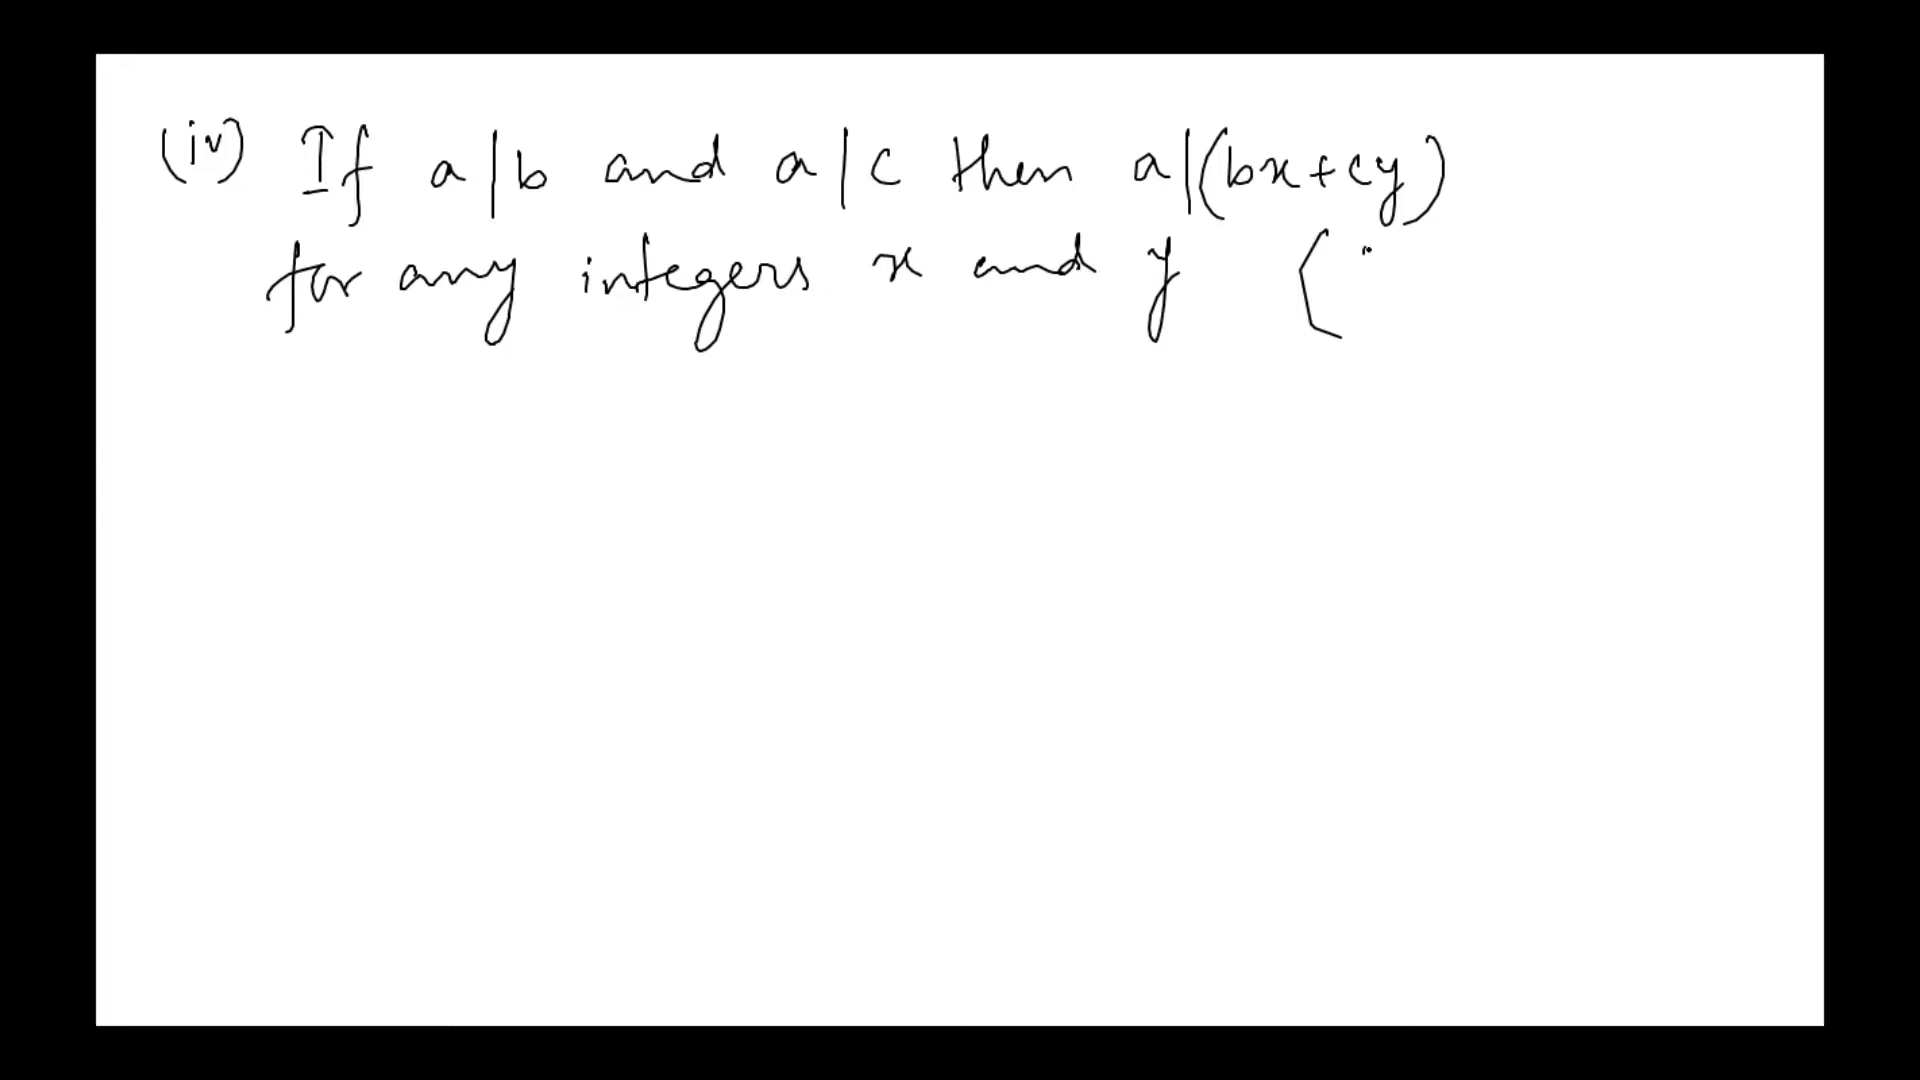 (iv) If a|b and a|c then a|(bx+cy)
for any integers x and y (